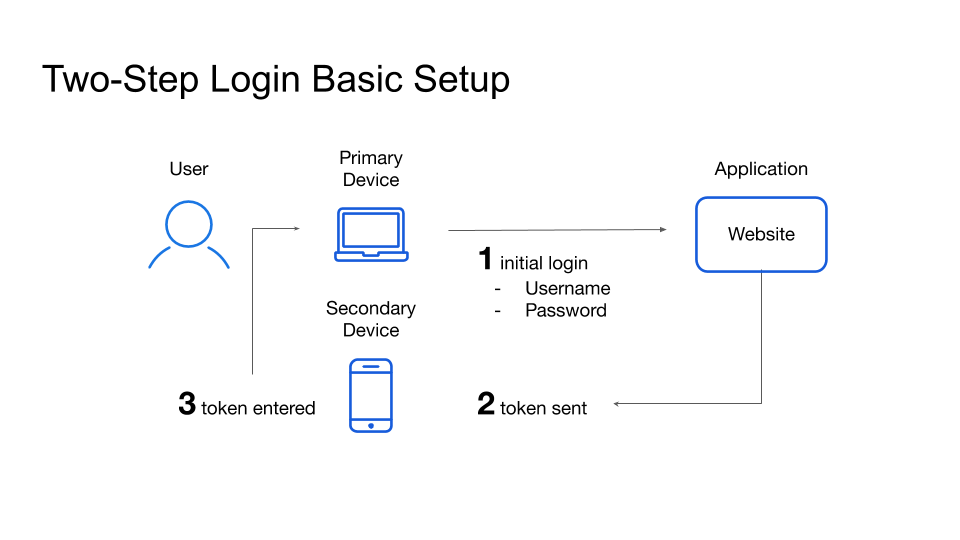 Two-Step Login Basic Setup
User
Primary
Device
Application
Website
1 initial login
- Username
- Password
Secondary
Device
3 token entered
2 token sent